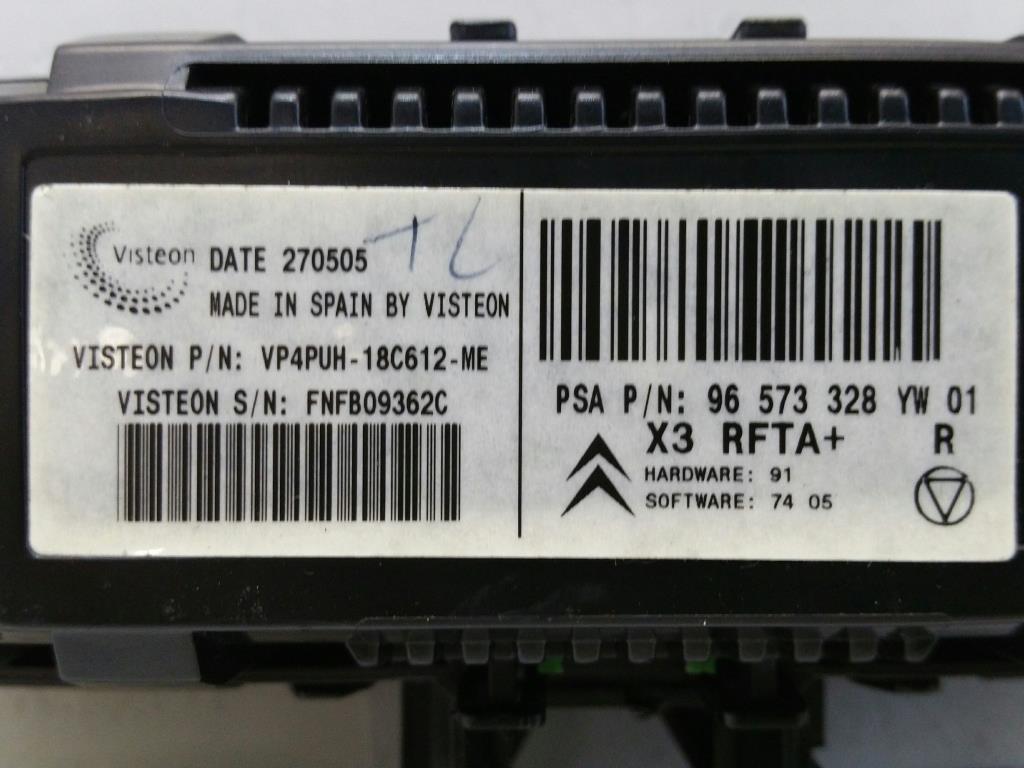 Visteon DATE 270505 TL
MADE IN SPAIN BY VISTEON
VISTEON P/N: VP4PUH-18C612-ME
VISTEON S/N: FNFB09362C
PSA P/N: 96 573 328 YW 01
X3 RFTA+ R
HARDWARE: 91
SOFTWARE: 74 05